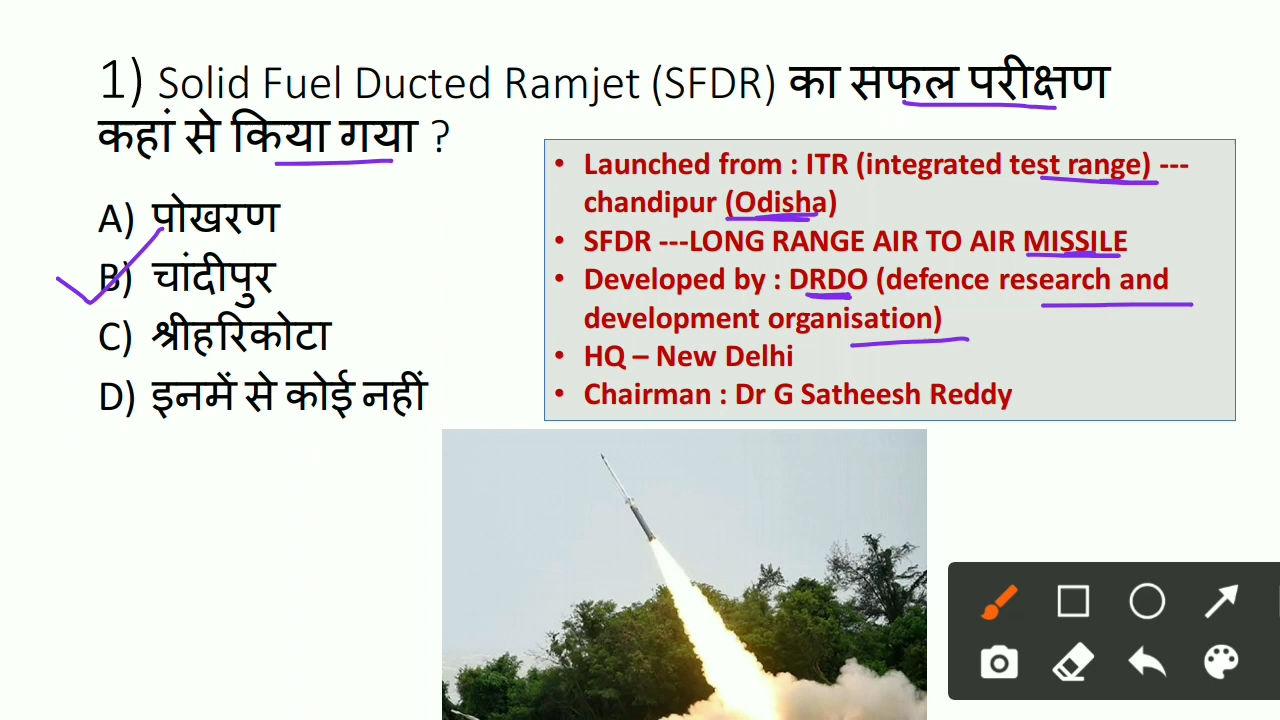 1) Solid Fuel Ducted Ramjet (SFDR) का सफल परीक्षण
कहां से किया गया ?
A) पोखरण
B) चांदीपुर
C) श्रीहरिकोटा
D) इनमें से कोई नहीं
• Launched from : ITR (integrated test range) ---
chandipur (Odisha)
• SFDR ---LONG RANGE AIR TO AIR MISSILE
• Developed by : DRDO (defence research and
development organisation)
• HQ – New Delhi
• Chairman : Dr G Satheesh Reddy